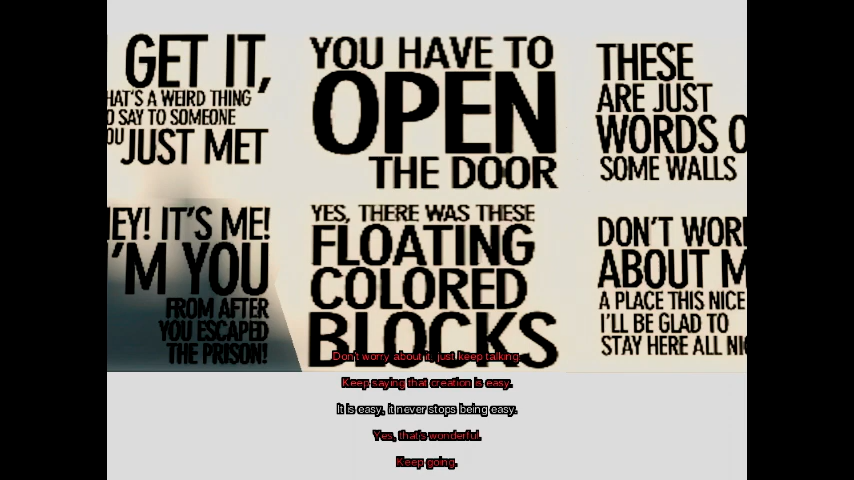 GET IT,
THAT'S A WEIRD THING
TO SAY TO SOMEONE
YOU JUST MET
YOU HAVE TO
OPEN
THE DOOR
THESE
ARE JUST
WORDS O
SOME WALLS
EY! IT'S ME!
'M YOU
FROM AFTER
YOU ESCAPED
THE PRISON!
YES, THERE WAS THESE
FLOATING
COLORED
BLOCKS
DON'T WOR
ABOUT M
A PLACE THIS NICE
I'LL BE GLAD TO
STAY HERE ALL NI
Don't worry about it, just keep talking.
Keep saying that creation is easy.
It is easy, it never stops being easy.
Yes, that's wonderful.
Keep going.